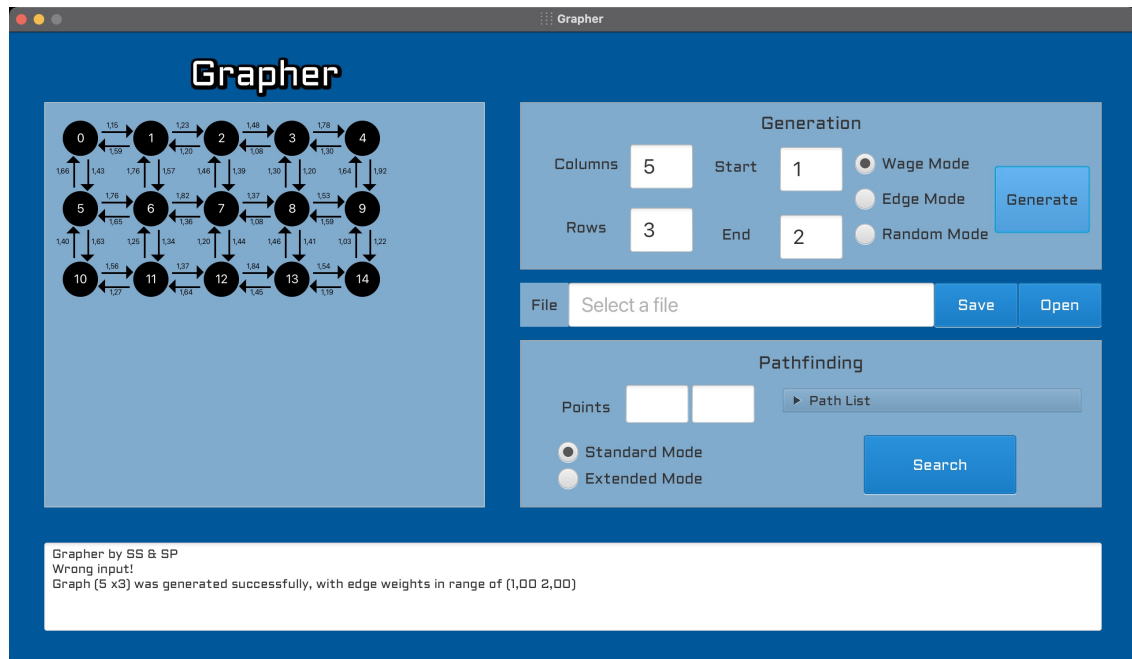 Grapher
Grapher
1,15 1,23 1,48 1,78
0 1 2 3 4
1,59 1,20 1,08 1,30
1,66 1,43 1,76 1,57 1,46 1,39 1,30 1,20 1,64 1,92
1,76 1,82 1,37 1,53
5 6 7 8 9
1,65 1,36 1,08 1,59
1,40 1,63 1,25 1,34 1,20 1,44 1,46 1,41 1,03 1,22
1,56 1,37 1,84 1,54
10 11 12 13 14
1,27 1,64 1,45 1,19
Generation
Columns 5 Start 1
Rows 3 End 2
Wage Mode
Edge Mode
Random Mode
Generate
File Select a file Save Open
Pathfinding
Points
Path List
Standard Mode
Extended Mode
Search
Grapher by SS & SP
Wrong input!
Graph (5 x3) was generated successfully, with edge weights in range of (1,00 2,00)